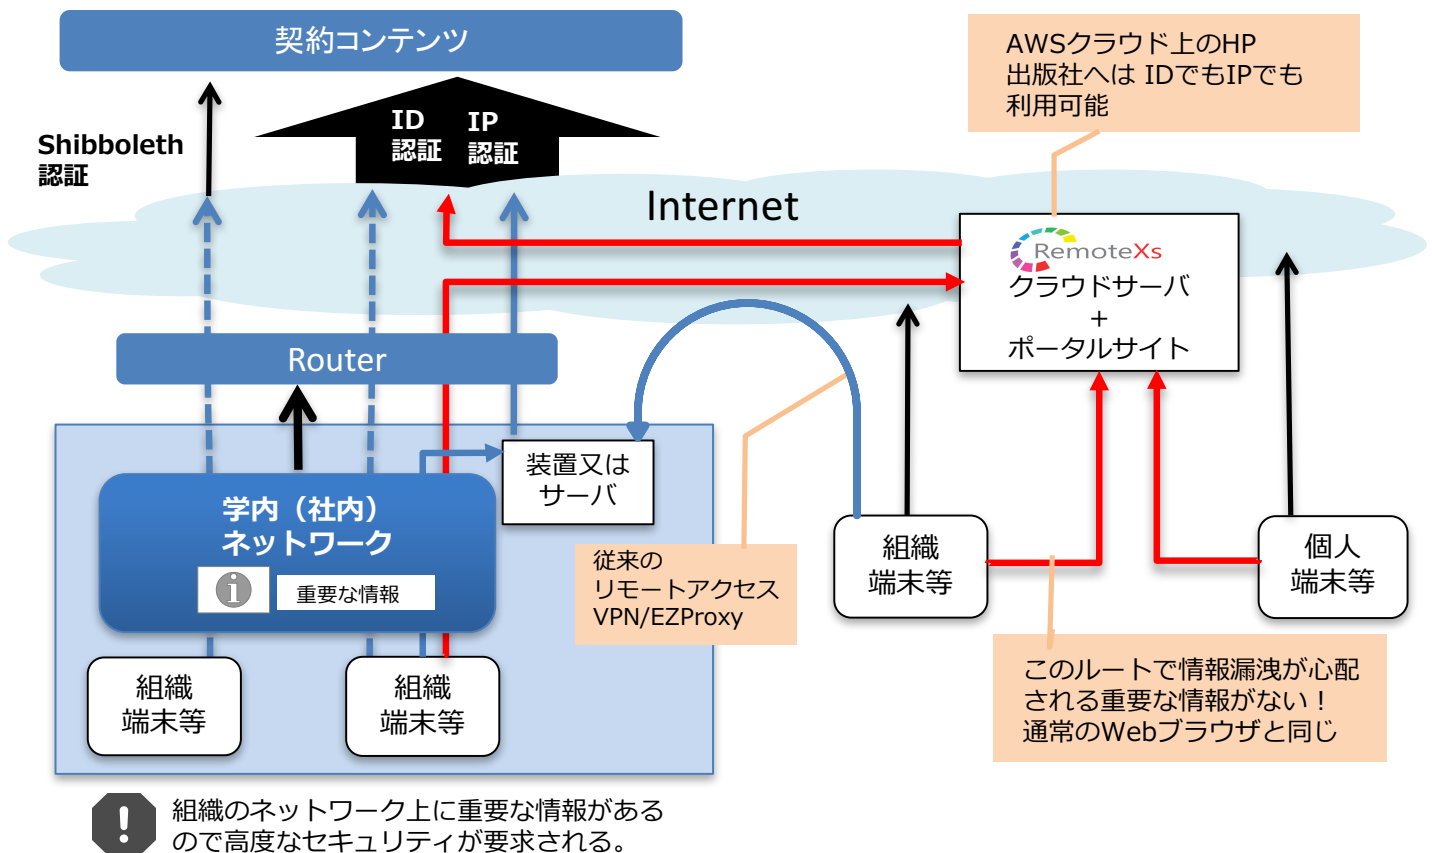 契約コンテンツ
AWSクラウド上のHP
出版社へは IDでもIPでも
利用可能
ID
認証
IP
認証
Shibboleth
認証
Internet
RemoteXs
クラウドサーバ
+
ポータルサイト
Router
装置又は
サーバ
学内（社内）
ネットワーク
重要な情報
従来の
リモートアクセス
VPN/EZProxy
組織
端末等
個人
端末等
組織
端末等
組織
端末等
このルートで情報漏洩が心配
される重要な情報がない！
通常のWebブラウザと同じ
組織のネットワーク上に重要な情報がある
ので高度なセキュリティが要求される。